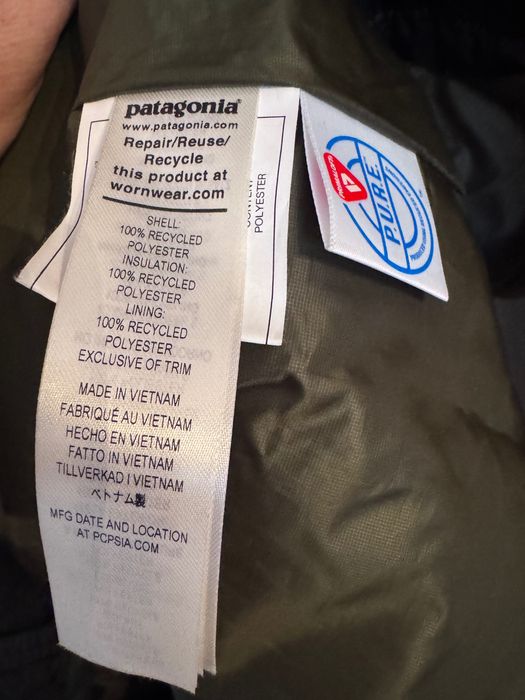 patagonia®
www.patagonia.com
Repair/Reuse/
Recycle
this product at
wornwear.com
SHELL:
100% RECYCLED
POLYESTER
INSULATION:
100% RECYCLED
POLYESTER
LINING:
100% RECYCLED
POLYESTER
EXCLUSIVE OF TRIM
MADE IN VIETNAM
FABRIQUÉ AU VIETNAM
HECHO EN VIETNAM
FATTO IN VIETNAM
TILLVERKAD I VIETNAM
ベトナム製
MFG DATE AND LOCATION
AT PCPSIA.COM
CONTENT
POLYESTER
P.U.R.E.